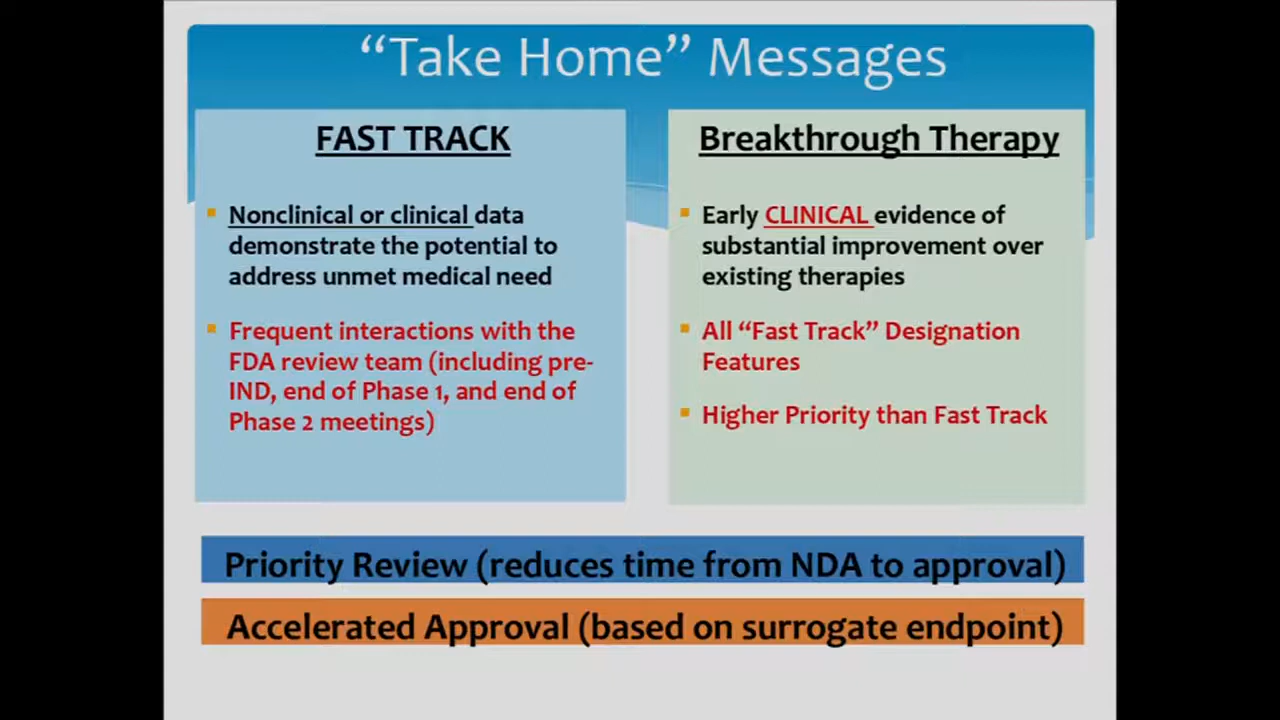 “Take Home” Messages
FAST TRACK
Nonclinical or clinical data
demonstrate the potential to
address unmet medical need
Frequent interactions with the
FDA review team (including pre-
IND, end of Phase 1, and end of
Phase 2 meetings)
Breakthrough Therapy
Early CLINICAL evidence of
substantial improvement over
existing therapies
All “Fast Track” Designation
Features
Higher Priority than Fast Track
Priority Review (reduces time from NDA to approval)
Accelerated Approval (based on surrogate endpoint)